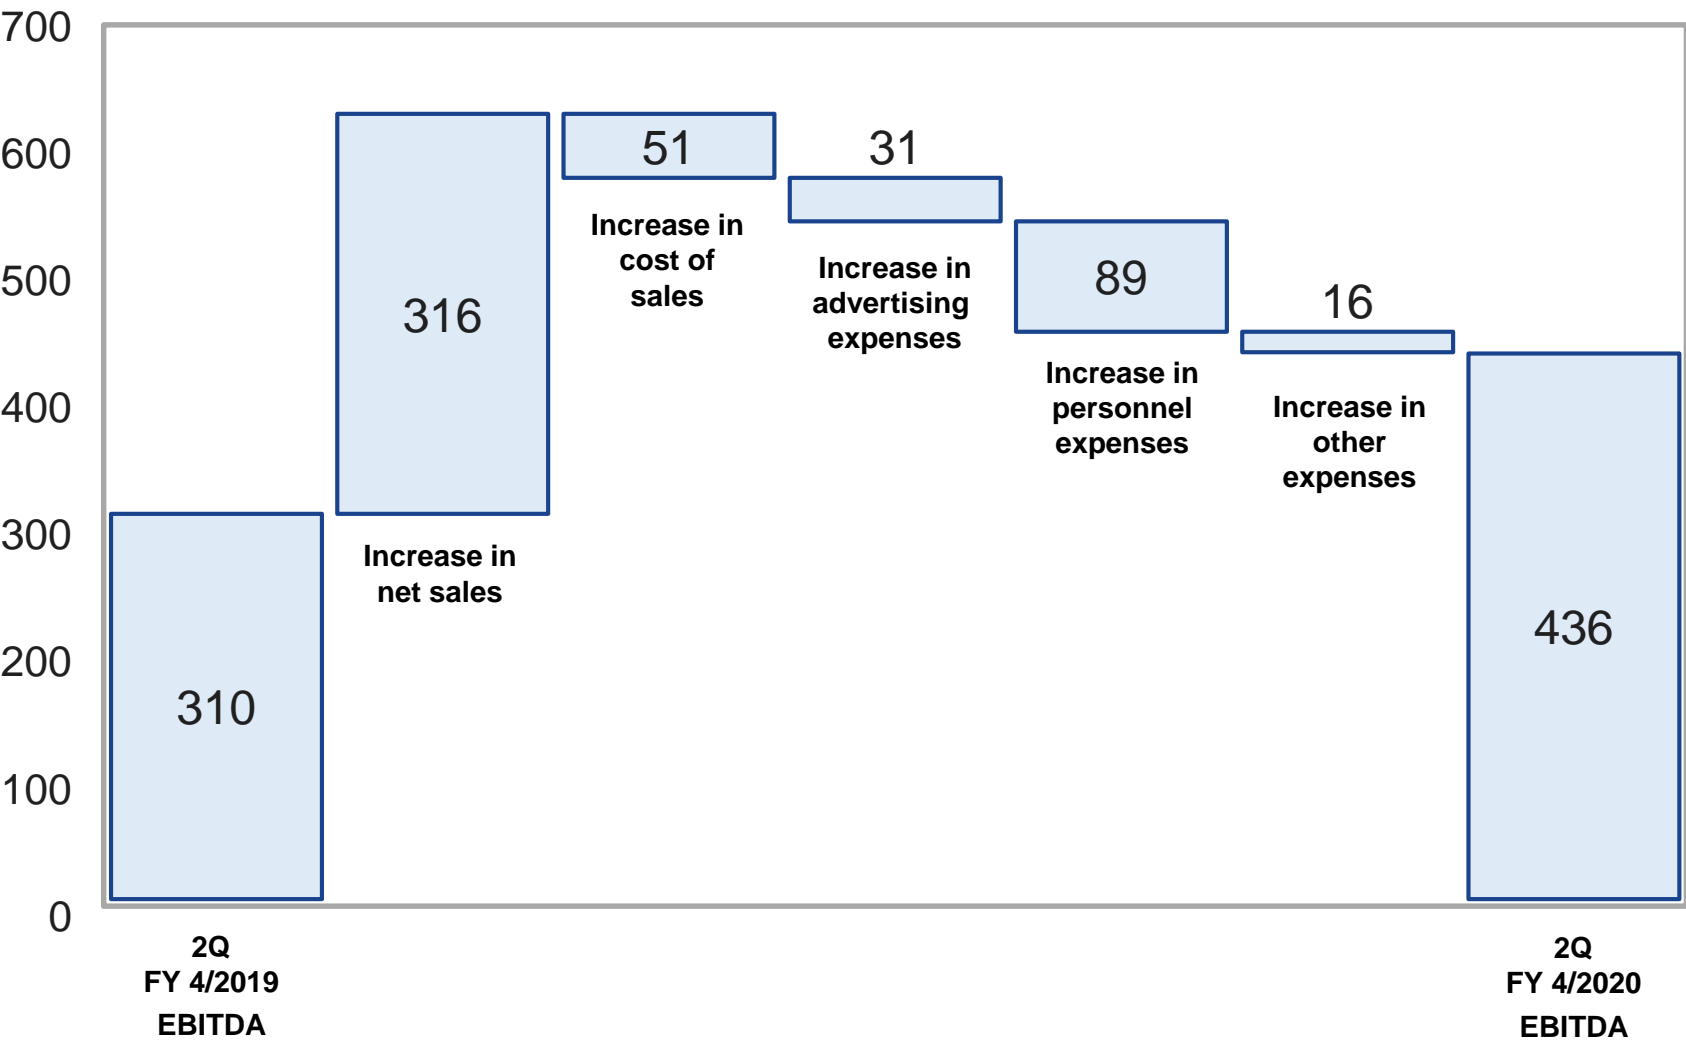 700
600
500
400
300
200
100
0
310
2Q
FY 4/2019
EBITDA
316
Increase in
net sales
51
Increase in
cost of
sales
31
Increase in
advertising
expenses
89
Increase in
personnel
expenses
16
Increase in
other
expenses
436
2Q
FY 4/2020
EBITDA